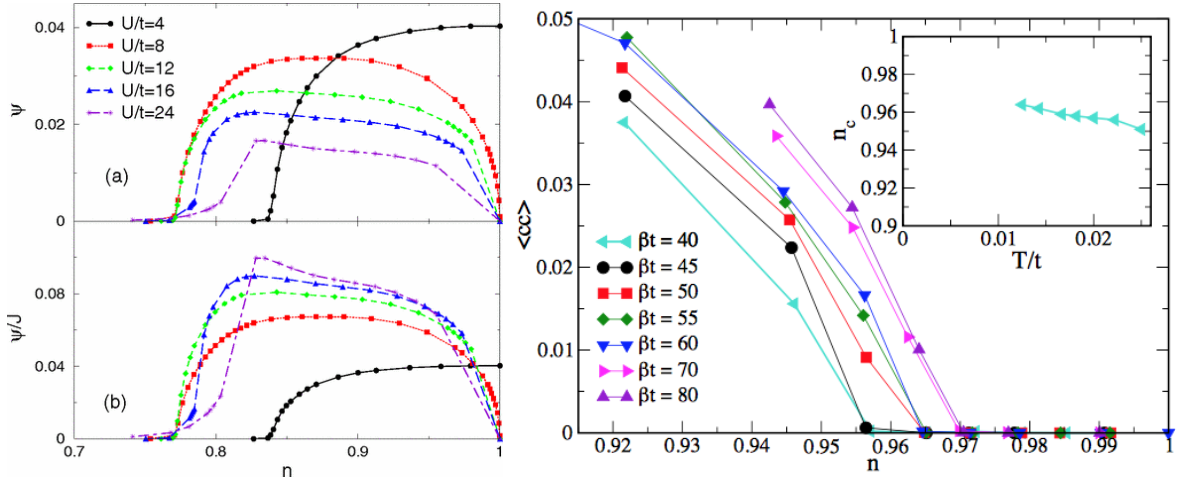 0.04
0.02
0
ψ
U/t=4
U/t=8
U/t=12
U/t=16
U/t=24
(a)
0.08
0.04
0
ψ/J
(b)
0.7
0.8
0.9
1
n
0.05
0.04
0.03
0.02
0.01
0
<cc>
βt = 40
βt = 45
βt = 50
βt = 55
βt = 60
βt = 70
βt = 80
0.92
0.93
0.94
0.95
0.96
0.97
0.98
0.99
1
n
1
0.98
0.96
0.94
0.92
0.9
n_c
0
0.01
0.02
T/t